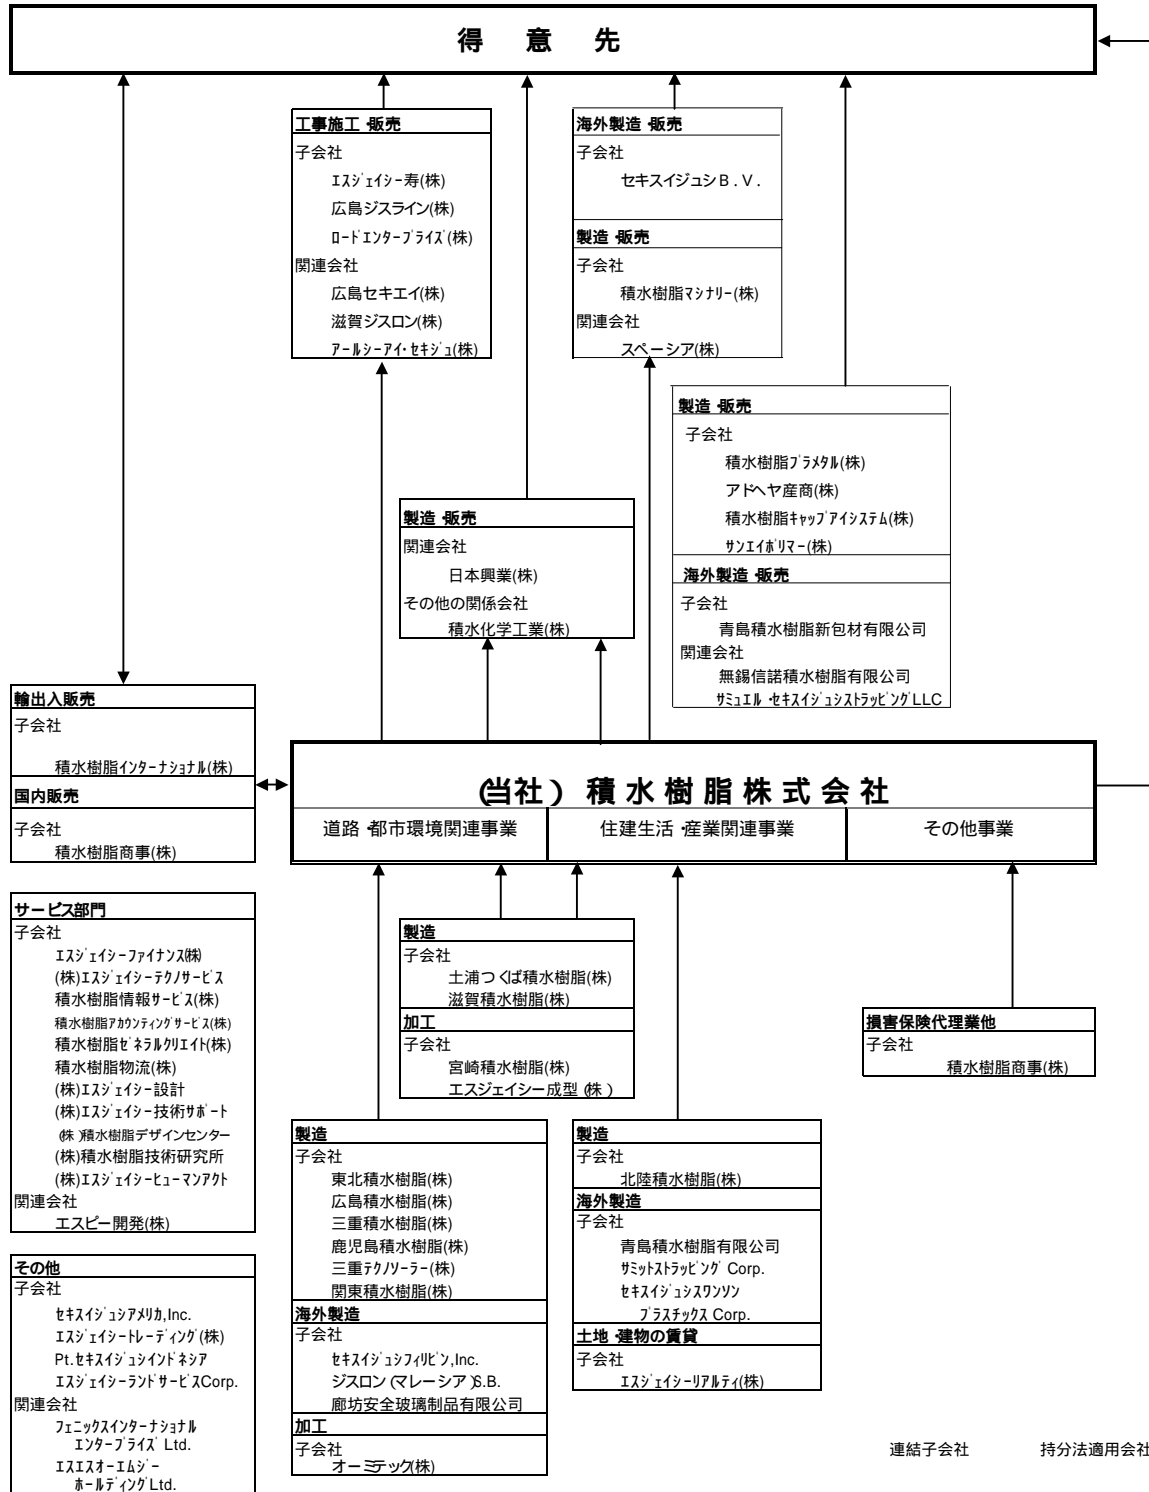 得意先
工事施工・販売
子会社
エスジェイシー寿(株)
広島ジスライン(株)
ロードエンタープライズ(株)
関連会社
広島セキエイ(株)
滋賀ジスロン(株)
アールシーアイ・セキジュ(株)
海外製造・販売
子会社
セキスイジュシB.V.
製造・販売
子会社
積水樹脂マシナリー(株)
関連会社
スペーシア(株)
製造・販売
子会社
積水樹脂プラメタル(株)
アドヘヤ産商(株)
積水樹脂キャップアイシステム(株)
サンエイポリマー(株)
海外製造・販売
子会社
青島積水樹脂新包材有限公司
関連会社
無錫信諾積水樹脂有限公司
サミュエル・セキスイジュシストラッピングLLC
製造・販売
関連会社
日本興業(株)
その他の関係会社
積水化学工業(株)
輸出入販売
子会社
積水樹脂インターナショナル(株)
国内販売
子会社
積水樹脂商事(株)
(当社)積水樹脂株式会社
道路・都市環境関連事業
住建生活・産業関連事業
その他事業
サービス部門
子会社
エスジェイシーファイナンス(株)
(株)エスジェイシーテクノサービス
積水樹脂情報サービス(株)
積水樹脂アカウンティングサービス(株)
積水樹脂ゼネラルクリエイト(株)
積水樹脂物流(株)
(株)エスジェイシー設計
(株)エスジェイシー技術サポート
(株)積水樹脂デザインセンター
(株)積水樹脂技術研究所
(株)エスジェイシーヒューマンアクト
関連会社
エスピー開発(株)
その他
子会社
セキスイジュシアメリカ,Inc.
エスジェイシートレーディング(株)
Pt.セキスイジュシインドネシア
エスジェイシーランドサービスCorp.
関連会社
フェニックスインターナショナル
エンタープライズ Ltd.
エスエスオーエムジー
ホールディングLtd.
製造
子会社
土浦つくば積水樹脂(株)
滋賀積水樹脂(株)
加工
子会社
宮崎積水樹脂(株)
エスジェイシー成型(株)
損害保険代理業他
子会社
積水樹脂商事(株)
製造
子会社
東北積水樹脂(株)
広島積水樹脂(株)
三重積水樹脂(株)
鹿児島積水樹脂(株)
三重テクノソーラー(株)
関東積水樹脂(株)
海外製造
子会社
セキスイジュシフィリピン,Inc.
ジスロン(マレーシア)S.B.
廊坊安全玻璃制品有限公司
加工
子会社
オーミテック(株)
製造
子会社
北陸積水樹脂(株)
海外製造
子会社
青島積水樹脂有限公司
サミットストラッピング Corp.
セキスイジュシスワンソン
プラスチックス Corp.
土地・建物の賃貸
子会社
エスジェイシーリアルティ(株)
連結子会社 持分法適用会社